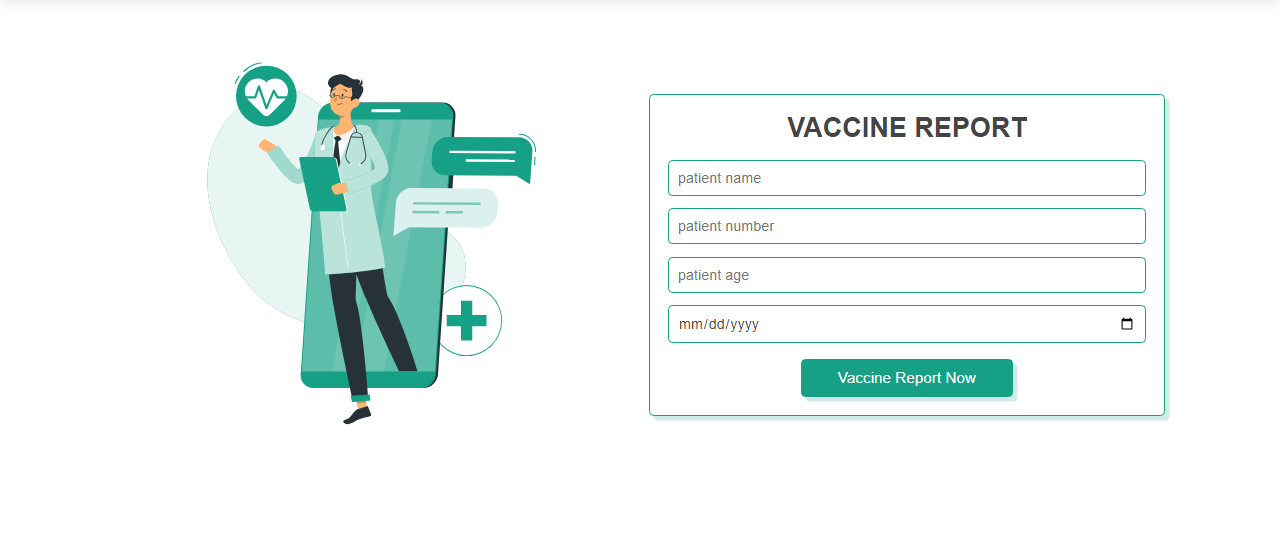 VACCINE REPORT
patient name
patient number
patient age
mm/dd/yyyy
Vaccine Report Now